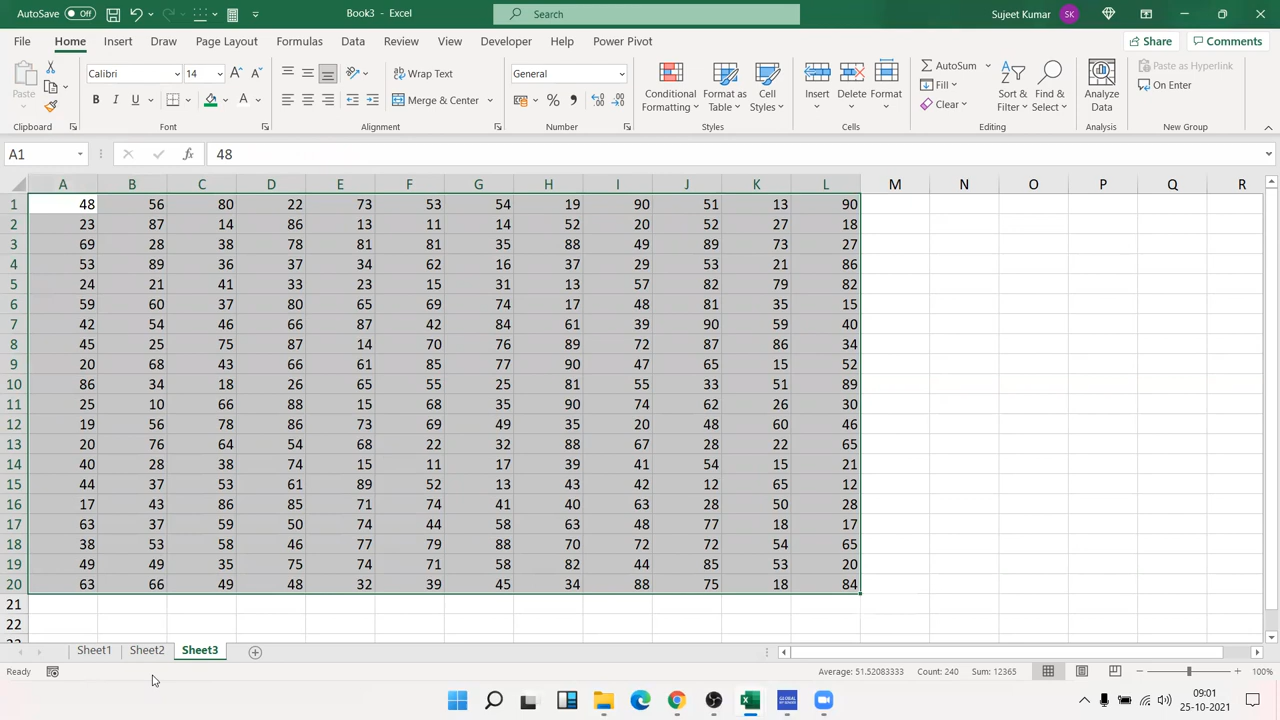 AutoSave Off Book3 - Excel Search Sujeet Kumar SK
File Home Insert Draw Page Layout Formulas Data Review View Developer Help Power Pivot Share Comments
Paste Calibri 14 Wrap Text General Conditional Formatting Format as Table Cell Styles Insert Delete Format AutoSum Sort & Filter Find & Select Analyze Data Paste as Hyperlink
Fill On Enter
B I U Merge & Center Clear
Clipboard Font Alignment Number Styles Cells Editing Analysis New Group
A1 fx 48
A B C D E F G H I J K L M N O P Q R
1 48 56 80 22 73 53 54 19 90 51 13 90
2 23 87 14 86 13 11 14 52 20 52 27 18
3 69 28 38 78 81 81 35 88 49 89 73 27
4 53 89 36 37 34 62 16 37 29 53 21 86
5 24 21 41 33 23 15 31 13 57 82 79 82
6 59 60 37 80 65 69 74 17 48 81 35 15
7 42 54 46 66 87 42 84 61 39 90 59 40
8 45 25 75 87 14 70 76 89 72 87 86 34
9 20 68 43 66 61 85 77 90 47 65 15 52
10 86 34 18 26 65 55 25 81 55 33 51 89
11 25 10 66 88 15 68 35 90 74 62 26 30
12 19 56 78 86 73 69 49 35 20 48 60 46
13 20 76 64 54 68 22 32 88 67 28 22 65
14 40 28 38 74 15 11 17 39 41 54 15 21
15 44 37 53 61 89 52 13 43 42 12 65 12
16 17 43 86 85 71 74 41 40 63 28 50 28
17 63 37 59 50 74 44 58 63 48 77 18 17
18 38 53 58 46 77 79 88 70 72 72 54 65
19 49 49 35 75 74 71 58 82 44 85 53 20
20 63 66 49 48 32 39 45 34 88 75 18 84
21
22
Sheet1 Sheet2 Sheet3
Ready Average: 51.52083333 Count: 240 Sum: 12365 100%
09:01